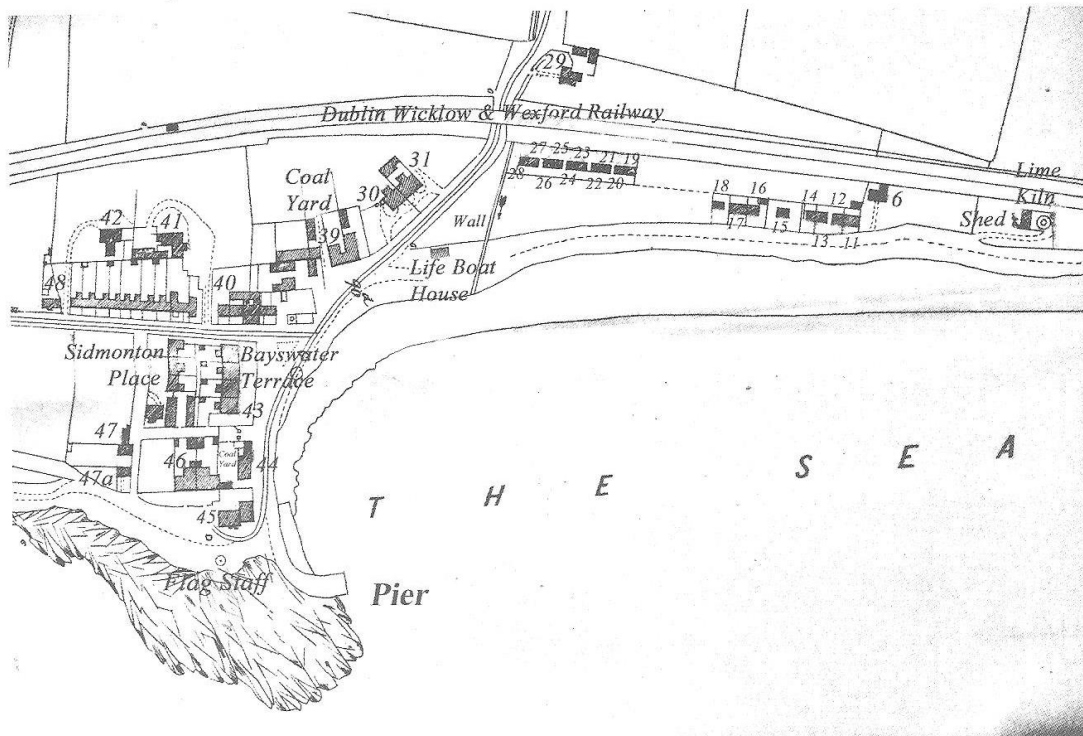 29
Dublin Wicklow & Wexford Railway
27 25 23 21 19
28 26 24 22 20
31
30
Coal
Yard
39
Wall
Life Boat
House
18 16 14 12
17 15 13 11
6
Lime
Kiln
Shed
42 41
48
40
Sidmonton
Place
Bayswater
Terrace
43
47
47a
46
Coal
Yard
44
45
Flag Staff
Pier
THE SEA